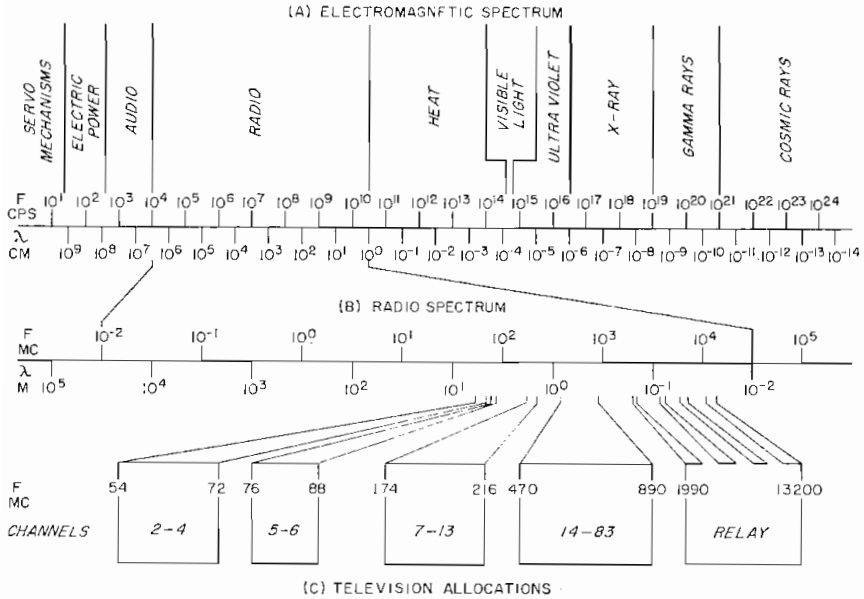 (A) ELECTROMAGNETIC SPECTRUM
SERVO MECHANISMS
ELECTRIC POWER
AUDIO
RADIO
HEAT
VISIBLE LIGHT
ULTRA VIOLET
X-RAY
GAMMA RAYS
COSMIC RAYS
F CPS 10¹ 10² 10³ 10⁴ 10⁵ 10⁶ 10⁷ 10⁸ 10⁹ 10¹⁰ 10¹¹ 10¹² 10¹³ 10¹⁴ 10¹⁵ 10¹⁶ 10¹⁷ 10¹⁸ 10¹⁹ 10²⁰ 10²¹ 10²² 10²³ 10²⁴
λ CM 10⁹ 10⁸ 10⁷ 10⁶ 10⁵ 10⁴ 10³ 10² 10¹ 10⁰ 10⁻¹ 10⁻² 10⁻³ 10⁻⁴ 10⁻⁵ 10⁻⁶ 10⁻⁷ 10⁻⁸ 10⁻⁹ 10⁻¹⁰ 10⁻¹¹ 10⁻¹² 10⁻¹³ 10⁻¹⁴
(B) RADIO SPECTRUM
F MC 10⁻² 10⁻¹ 10⁰ 10¹ 10² 10³ 10⁴ 10⁵
λ M 10⁵ 10⁴ 10³ 10² 10¹ 10⁰ 10⁻¹ 10⁻²
F MC 54 72 76 88 174 216 470 890 1990 13200
CHANNELS 2-4 5-6 7-13 14-83 RELAY
(C) TELEVISION ALLOCATIONS